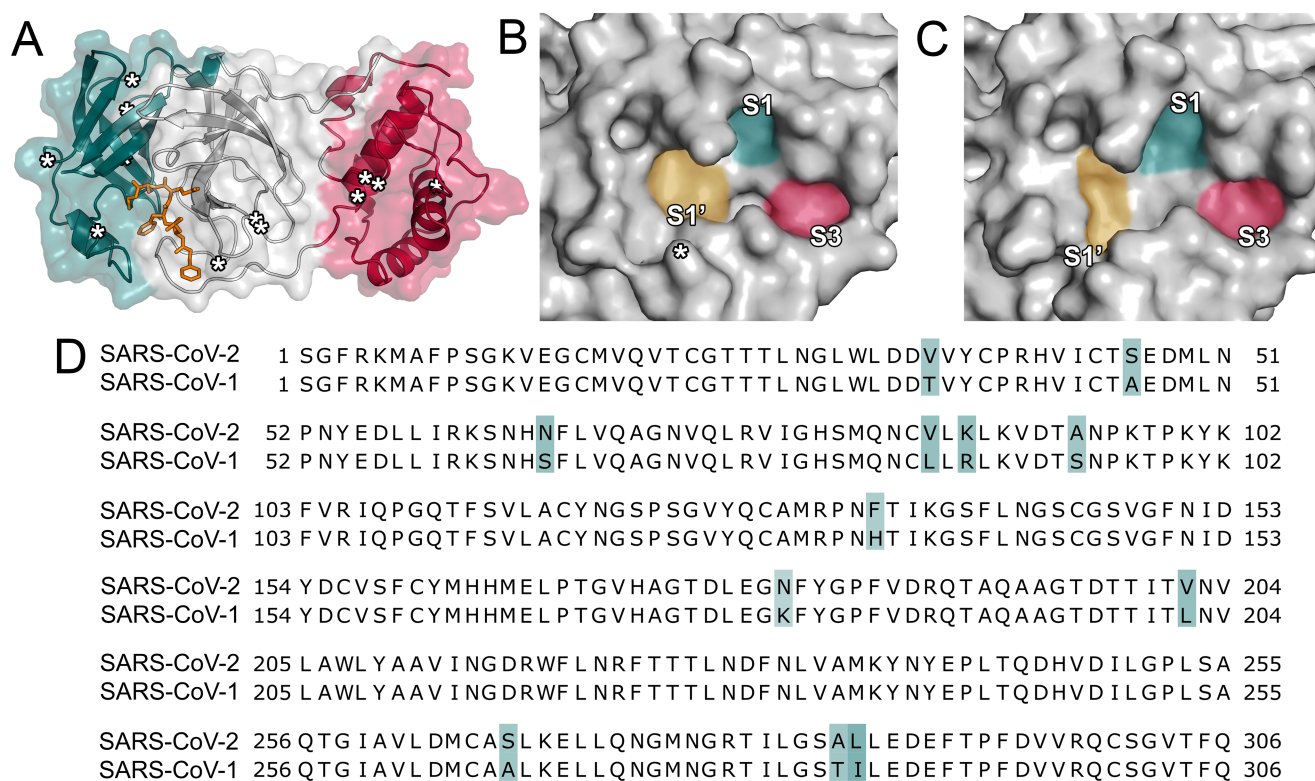 A
B
C
S1
S1’
S3
*
S1
S1’
S3
D
SARS-CoV-2 1 SGFRKMAFPSGKVEGCMVQVTCGTTTLNGLWLDDVVYCPRHVICTSEDMLN 51
SARS-CoV-1 1 SGFRKMAFPSGKVEGCMVQVTCGTTTLNGLWLDDTVYCPRHVICTAEDMLN 51
SARS-CoV-2 52 PNYEDLLIRKSNHNFLVQAGNVQLRVIGHSMQNCVLKLKVDTANPKTPKYK 102
SARS-CoV-1 52 PNYEDLLIRKSNHSFLVQAGNVQLRVIGHSMQNCLLRLKVDTSNPKTPKYK 102
SARS-CoV-2 103 FVRIQPGQTFSVLACYNGSPSGVYQCAMRPNFTIKGSFLNGSCGSVGFNID 153
SARS-CoV-1 103 FVRIQPGQTFSVLACYNGSPSGVYQCAMRPNHTIKGSFLNGSCGSVGFNID 153
SARS-CoV-2 154 YDCVSFCYMHHMELPTGVHAGTDLEGNFYGPFVDRQTAQAAGTDTTITVNV 204
SARS-CoV-1 154 YDCVSFCYMHHMELPTGVHAGTDLEGKFYGPFVDRQTAQAAGTDTTITLNV 204
SARS-CoV-2 205 LAWLYAAVINGDRWFLNRFTTTLNDFNLVAMKYNYEPLTQDHVDILGPLSA 255
SARS-CoV-1 205 LAWLYAAVINGDRWFLNRFTTTLNDFNLVAMKYNYEPLTQDHVDILGPLSA 255
SARS-CoV-2 256 QTGIAVLDMCASLKELLQNGMNGRTILGSALLEDEFTPFDVVRQCSGVTFQ 306
SARS-CoV-1 256 QTGIAVLDMCAALKELLQNGMNGRTILGSTILEDEFTPFDVVRQCSGVTFQ 306